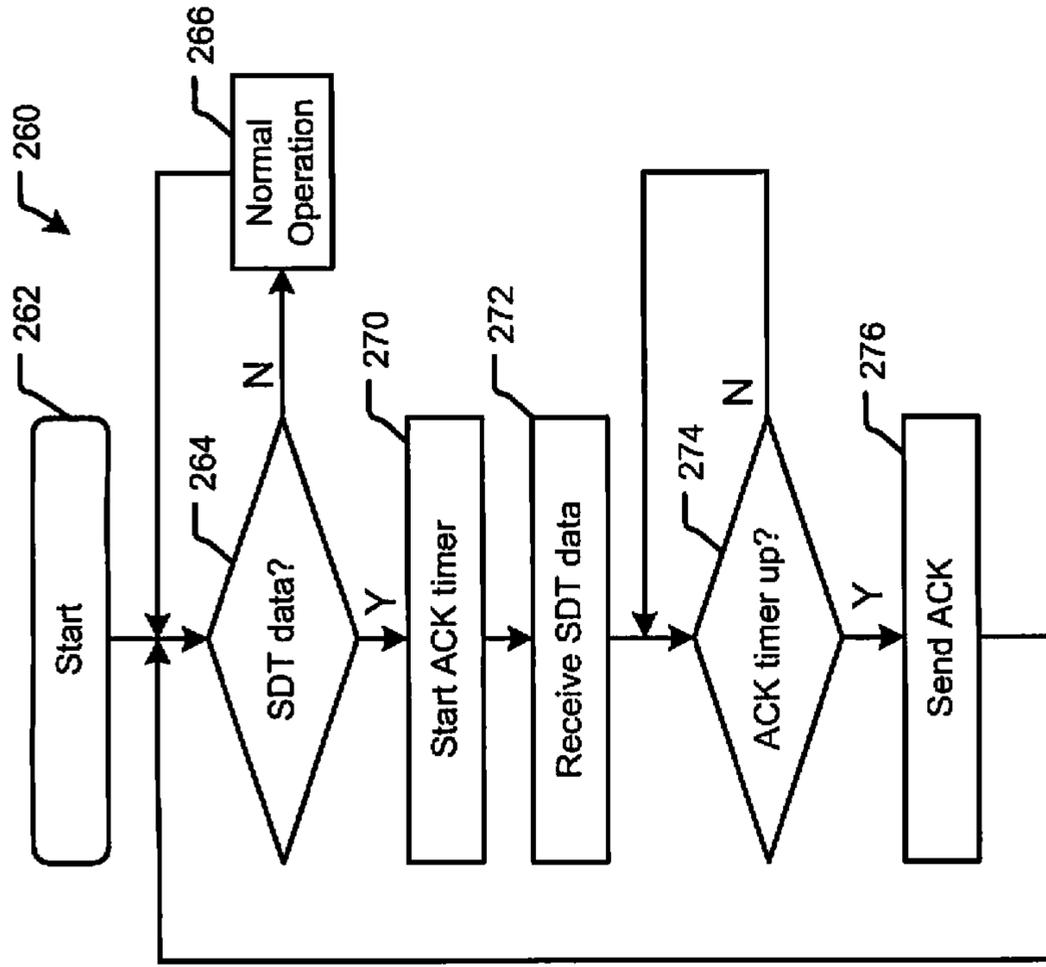 260
Start
262
SDT data?
264
N
Normal
Operation
266
Y
Start ACK timer
270
Receive SDT data
272
ACK timer up?
274
N
Y
Send ACK
276